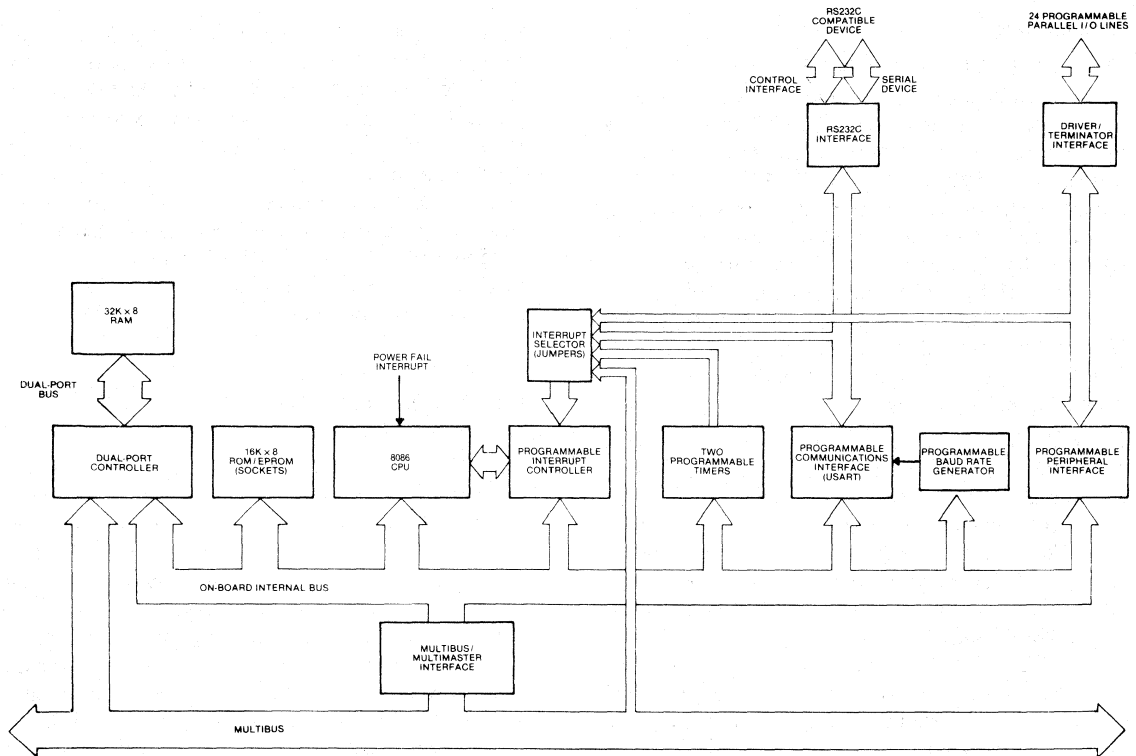 RS232C
COMPATIBLE
DEVICE
24 PROGRAMMABLE
PARALLEL I/O LINES
CONTROL
INTERFACE
SERIAL
DEVICE
RS232C
INTERFACE
DRIVER/
TERMINATOR
INTERFACE
32K × 8
RAM
INTERRUPT
SELECTOR
(JUMPERS)
POWER FAIL
INTERRUPT
DUAL-PORT
BUS
DUAL-PORT
CONTROLLER
16K × 8
ROM/EPROM
(SOCKETS)
8086
CPU
PROGRAMMABLE
INTERRUPT
CONTROLLER
TWO
PROGRAMMABLE
TIMERS
PROGRAMMABLE
COMMUNICATIONS
INTERFACE
(USART)
PROGRAMMABLE
BAUD RATE
GENERATOR
PROGRAMMABLE
PERIPHERAL
INTERFACE
ON-BOARD INTERNAL BUS
MULTIBUS/
MULTIMASTER
INTERFACE
MULTIBUS